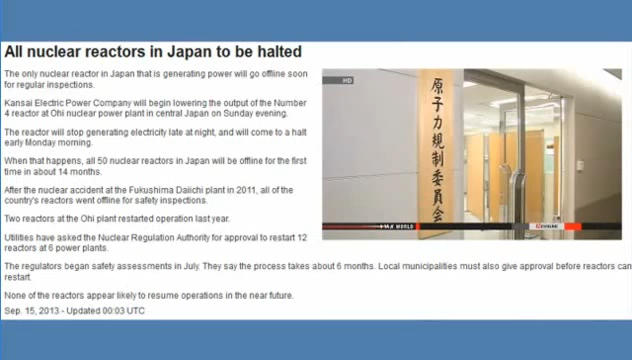 All nuclear reactors in Japan to be halted
The only nuclear reactor in Japan that is generating power will go offline soon
for regular inspections.
Kansai Electric Power Company will begin lowering the output of the Number
4 reactor at Ohi nuclear power plant in central Japan on Sunday evening.
The reactor will stop generating electricity late at night, and will come to a halt
early Monday morning.
When that happens, all 50 nuclear reactors in Japan will be offline for the first
time in about 14 months.
After the nuclear accident at the Fukushima Daiichi plant in 2011, all of the
country's reactors went offline for safety inspections.
Two reactors at the Ohi plant restarted operation last year.
Utilities have asked the Nuclear Regulation Authority for approval to restart 12
reactors at 6 power plants.
The regulators began safety assessments in July. They say the process takes about 6 months. Local municipalities must also give approval before reactors can
restart.
None of the reactors appear likely to resume operations in the near future.
Sep. 15, 2013 - Updated 00:03 UTC
HD
原子力規制委員会
WORLD